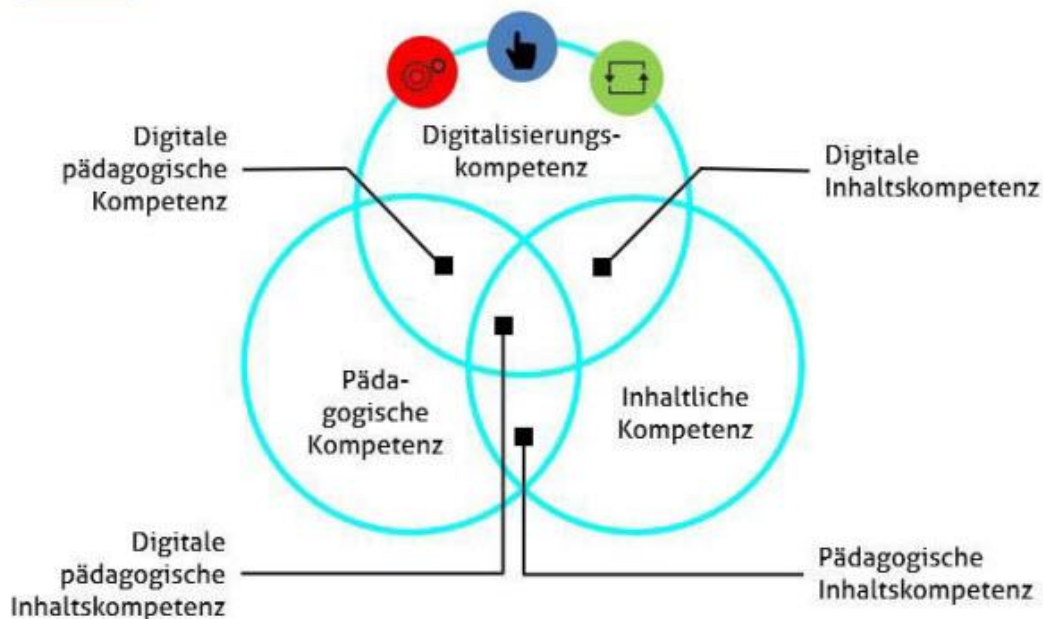 Digitale
pädagogische
Kompetenz
Digitalisierungs-
kompetenz
Digitale
Inhaltskompetenz
Päda-
gogische
Kompetenz
Inhaltliche
Kompetenz
Digitale
pädagogische
Inhaltskompetenz
Pädagogische
Inhaltskompetenz